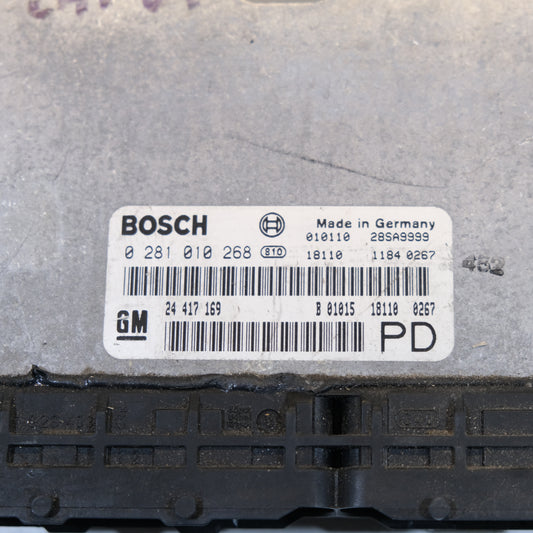 BOSCH Made in Germany
010110 28SA9999
0 281 010 268 810 18110 1184 0267
452
24 417 169 B 01015 18110 0267
GM PD